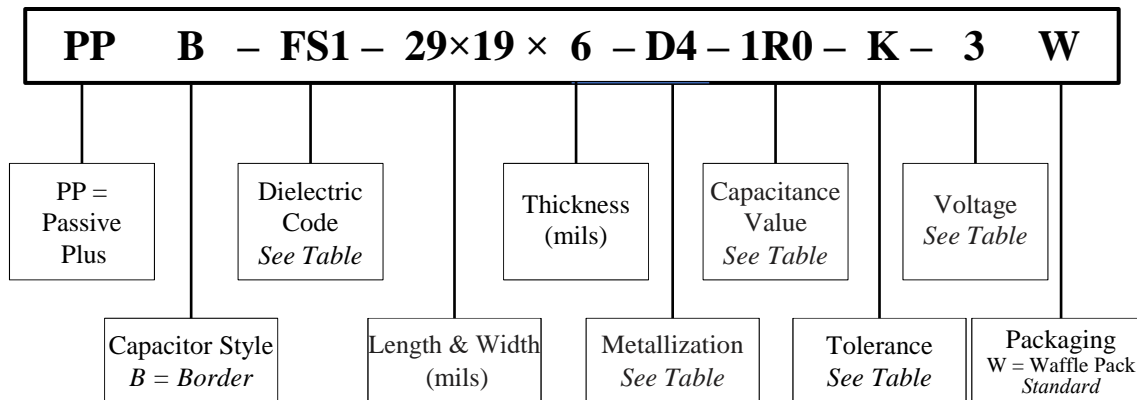 PP B – FS1 – 29×19 × 6 – D4 – 1R0 – K – 3 W
PP =
Passive
Plus
Dielectric
Code
See Table
Thickness
(mils)
Capacitance
Value
See Table
Voltage
See Table
Capacitor Style
B = Border
Length & Width
(mils)
Metallization
See Table
Tolerance
See Table
Packaging
W = Waffle Pack
Standard